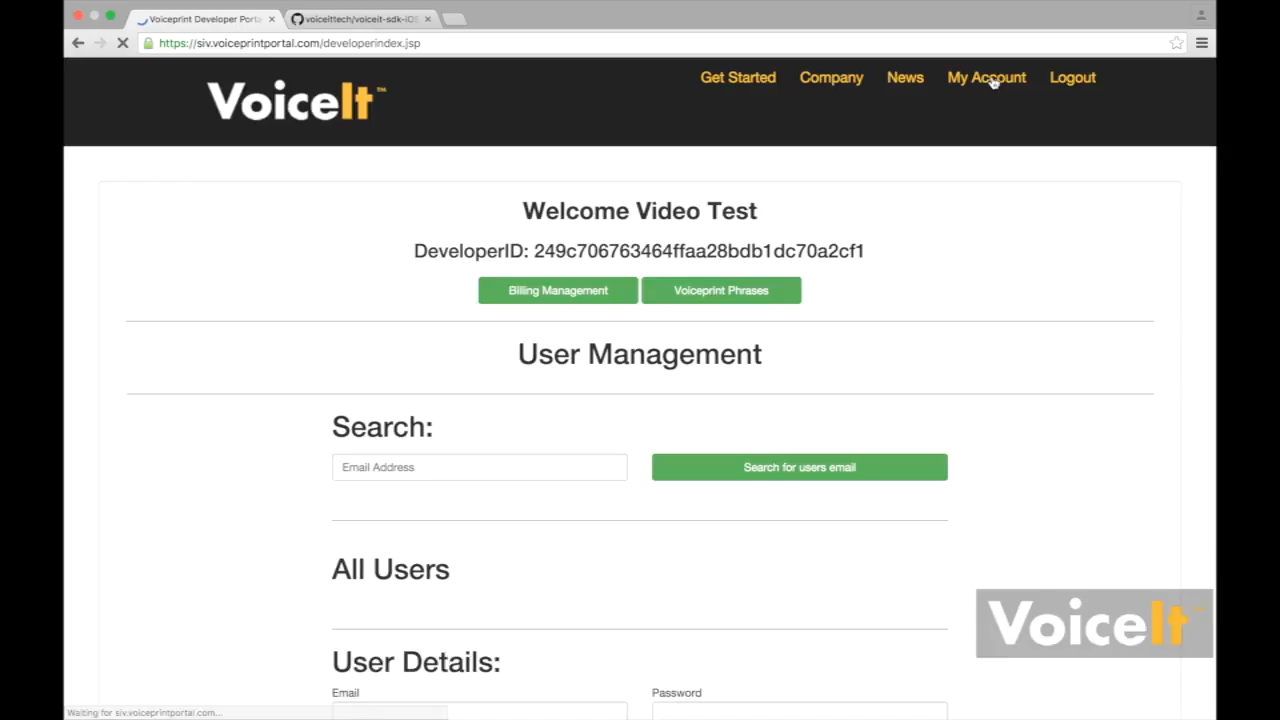 Voiceprint Developer Porta
voiceittech/voiceit-sdk-iOS
https://siv.voiceprintportal.com/developerindex.jsp
VoiceIt™
Get Started Company News My Account Logout
Welcome Video Test
DeveloperID: 249c706763464ffaa28bdb1dc70a2cf1
Billing Management Voiceprint Phrases
User Management
Search:
Email Address Search for users email
All Users
User Details:
Email Password
VoiceIt™
Waiting for siv.voiceprintportal.com...